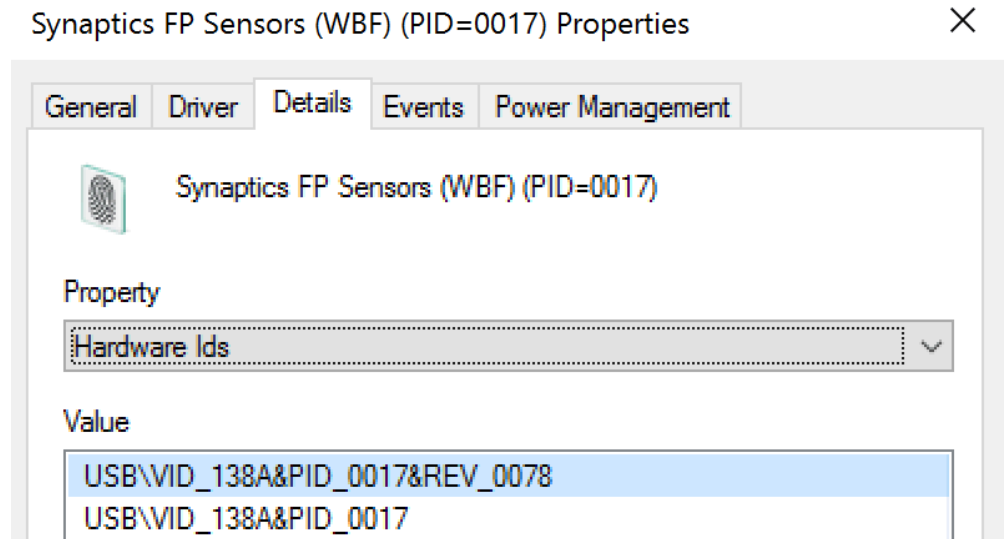 Synaptics FP Sensors (WBF) (PID=0017) Properties
General Driver Details Events Power Management
Synaptics FP Sensors (WBF) (PID=0017)
Property
Hardware Ids
Value
USB\VID_138A&PID_0017&REV_0078
USB\VID_138A&PID_0017